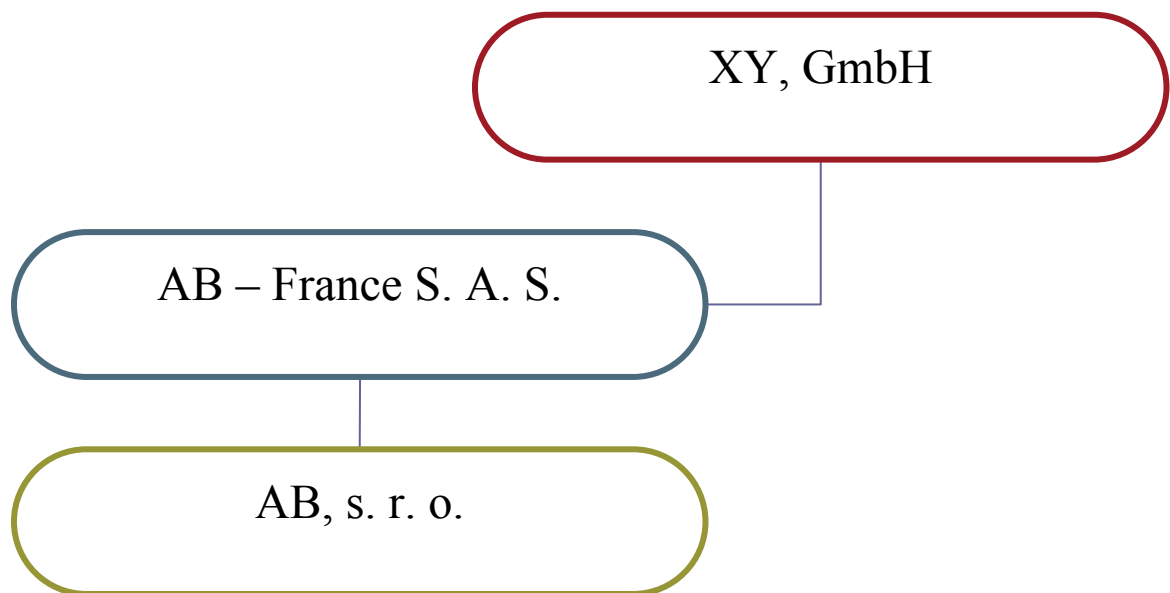 XY, GmbH
AB – France S. A. S.
AB, s. r. o.